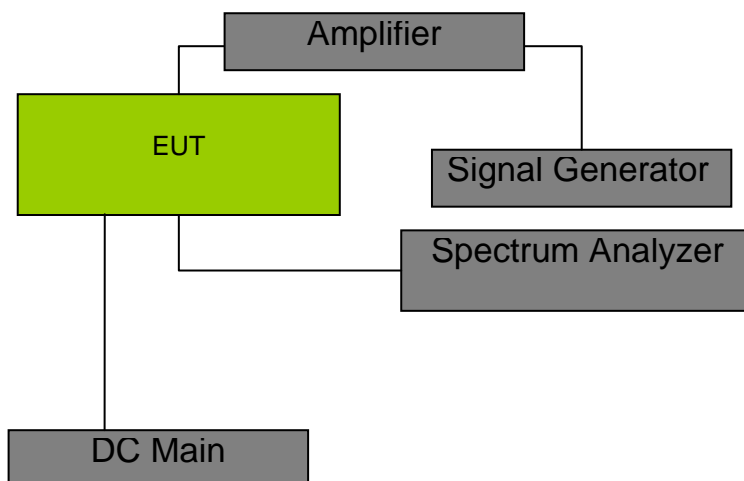 Amplifier
EUT
Signal Generator
Spectrum Analyzer
DC Main